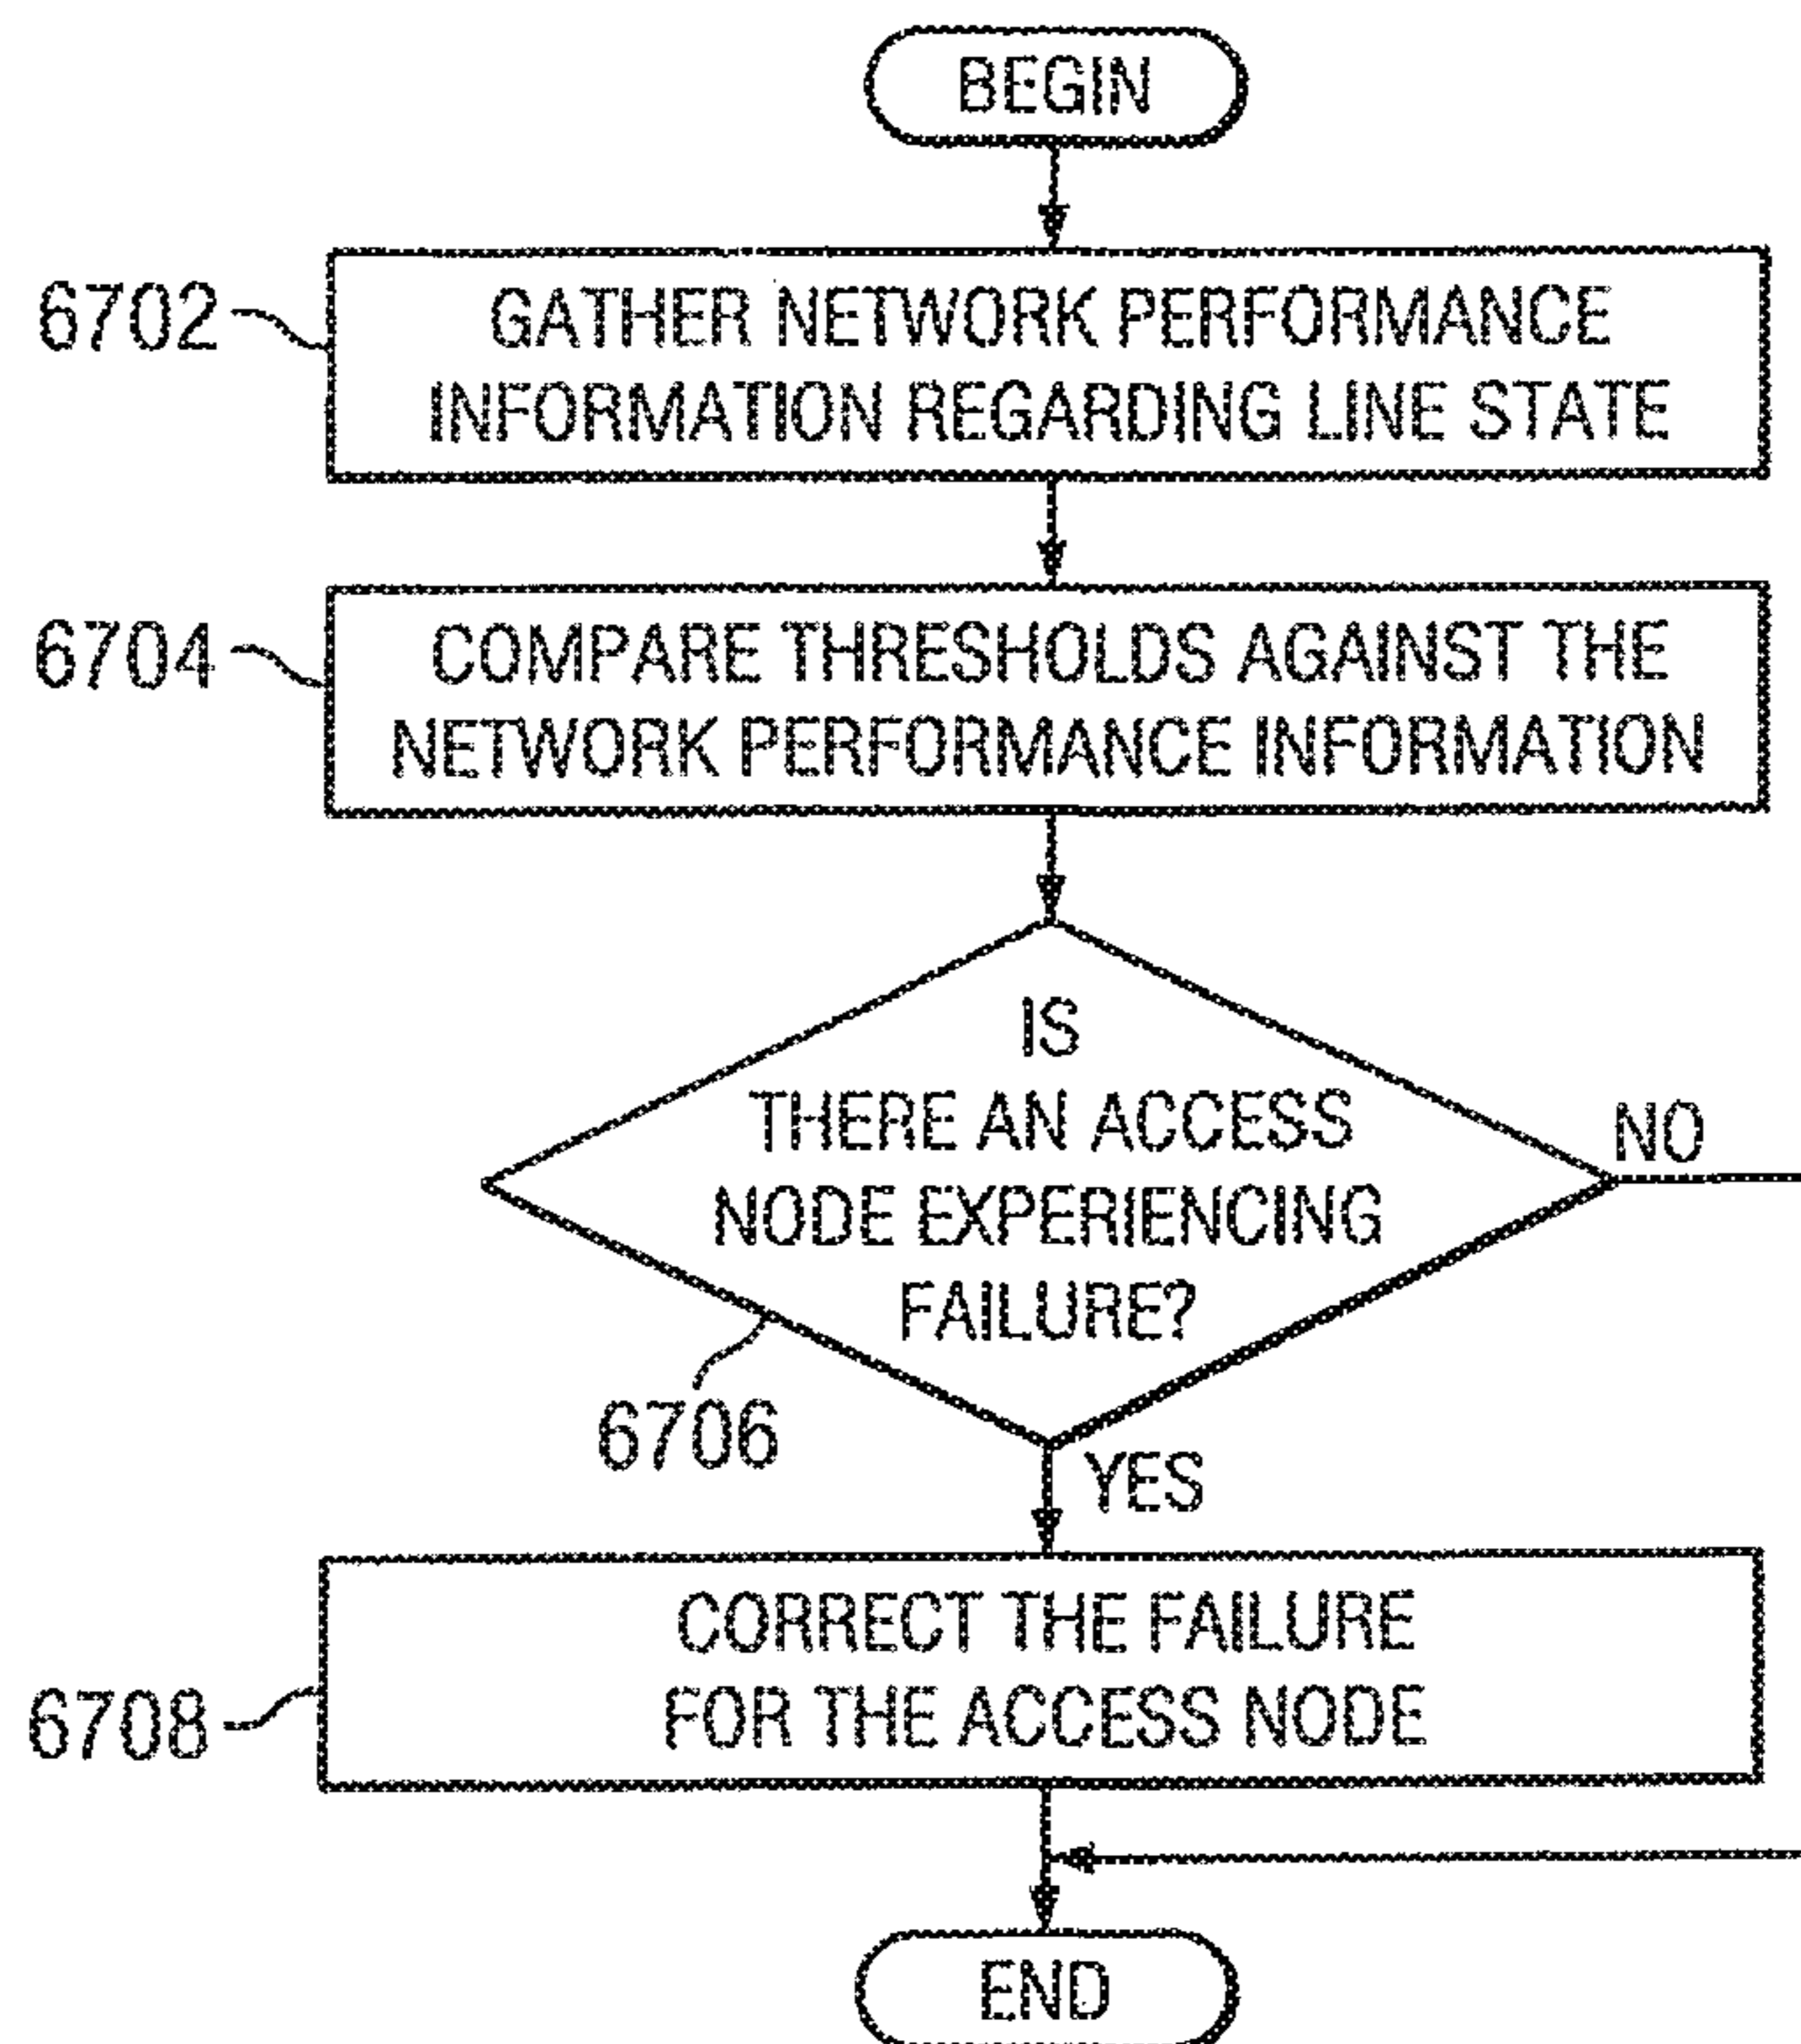 BEGIN
6702
GATHER NETWORK PERFORMANCE
INFORMATION REGARDING LINE STATE
6704
COMPARE THRESHOLDS AGAINST THE
NETWORK PERFORMANCE INFORMATION
IS
THERE AN ACCESS
NODE EXPERIENCING
FAILURE?
NO
6706
YES
CORRECT THE FAILURE
FOR THE ACCESS NODE
6708
END